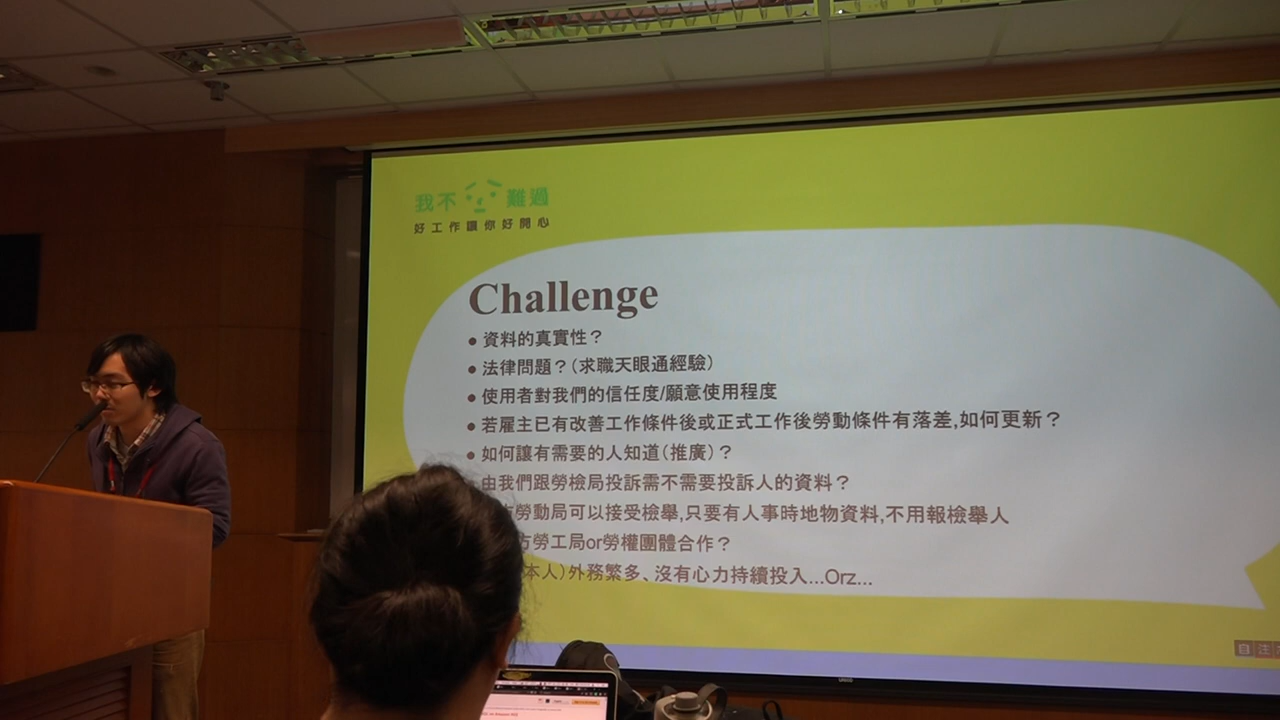 我不 難過
好工作讓你好開心
Challenge
● 資料的真實性？
● 法律問題？(求職天眼通經驗)
● 使用者對我們的信任度/願意使用程度
● 若雇主已有改善工作條件後或正式工作後勞動條件有落差,如何更新？
● 如何讓有需要的人知道(推廣)？
由我們跟勞檢局投訴需不需要投訴人的資料？
勞動局可以接受檢舉,只要有人事時地物資料,不用報檢舉人
方勞工局or勞權團體合作？
本人)外務繁多、沒有心力持續投入...Orz...
自 注